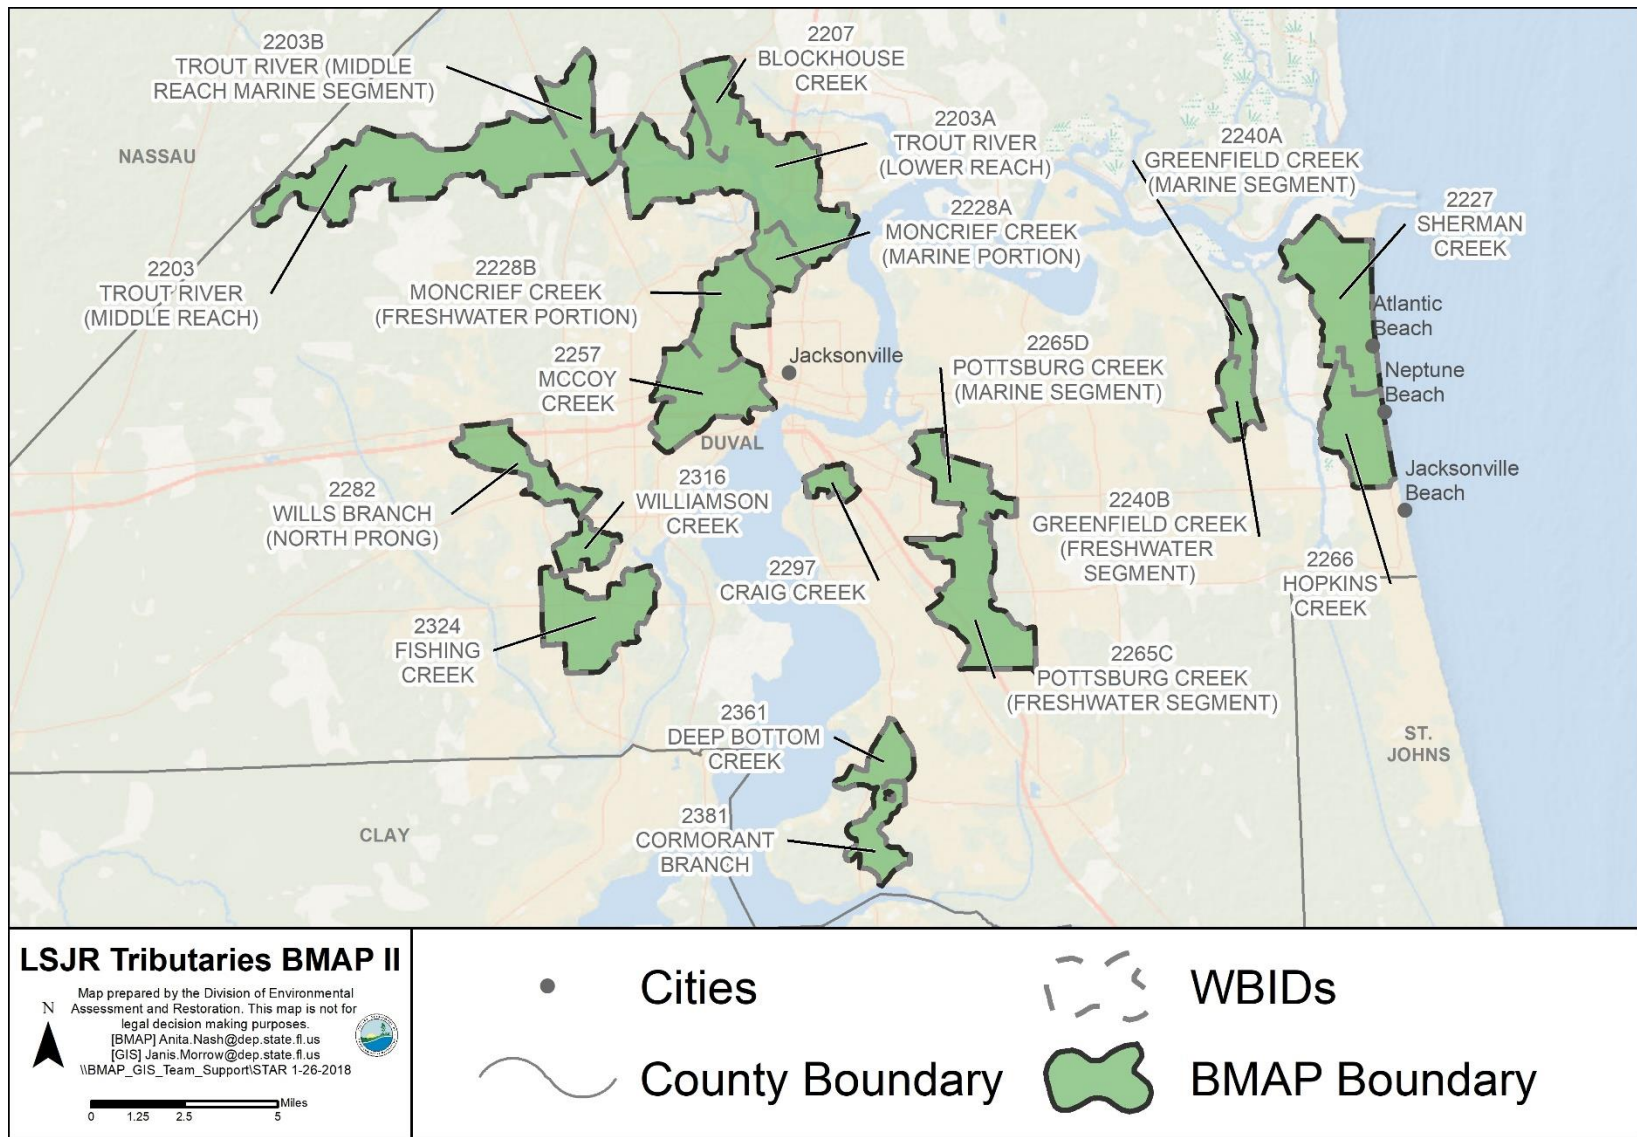 2203B
TROUT RIVER (MIDDLE
REACH MARINE SEGMENT)
2207
BLOCKHOUSE
CREEK
2203A
TROUT RIVER
(LOWER REACH)
2240A
GREENFIELD CREEK
(MARINE SEGMENT)
2227
SHERMAN
CREEK
NASSAU
2228A
MONCRIEF CREEK
(MARINE PORTION)
2203
TROUT RIVER
(MIDDLE REACH)
2228B
MONCRIEF CREEK
(FRESHWATER PORTION)
Atlantic
Beach
2257
MCCOY
CREEK
Jacksonville
2265D
POTTSBURG CREEK
(MARINE SEGMENT)
Neptune
Beach
DUVAL
2282
WILLS BRANCH
(NORTH PRONG)
2316
WILLIAMSON
CREEK
2240B
GREENFIELD CREEK
(FRESHWATER
SEGMENT)
Jacksonville
Beach
2297
CRAIG CREEK
2266
HOPKINS
CREEK
2324
FISHING
CREEK
2265C
POTTSBURG CREEK
(FRESHWATER SEGMENT)
2361
DEEP BOTTOM
CREEK
ST.
JOHNS
CLAY
2381
CORMORANT
BRANCH
LSJR Tributaries BMAP II
Map prepared by the Division of Environmental
Assessment and Restoration. This map is not for
legal decision making purposes.
[BMAP] Anita.Nash@dep.state.fl.us
[GIS] Janis.Morrow@dep.state.fl.us
\\BMAP_GIS_Team_Support\STAR 1-26-2018
N
Miles
0 1.25 2.5 5
Cities
WBIDs
County Boundary
BMAP Boundary